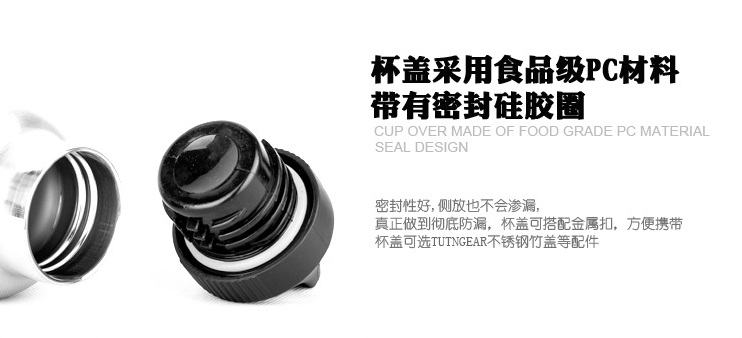 杯盖采用食品级PC材料
带有密封硅胶圈
CUP OVER MADE OF FOOD GRADE PC MATERIAL
SEAL DESIGN
密封性好,侧放也不会渗漏,
真正做到彻底防漏，杯盖可搭配金属扣，方便携带
杯盖可选TUTNGEAR不锈钢竹盖等配件